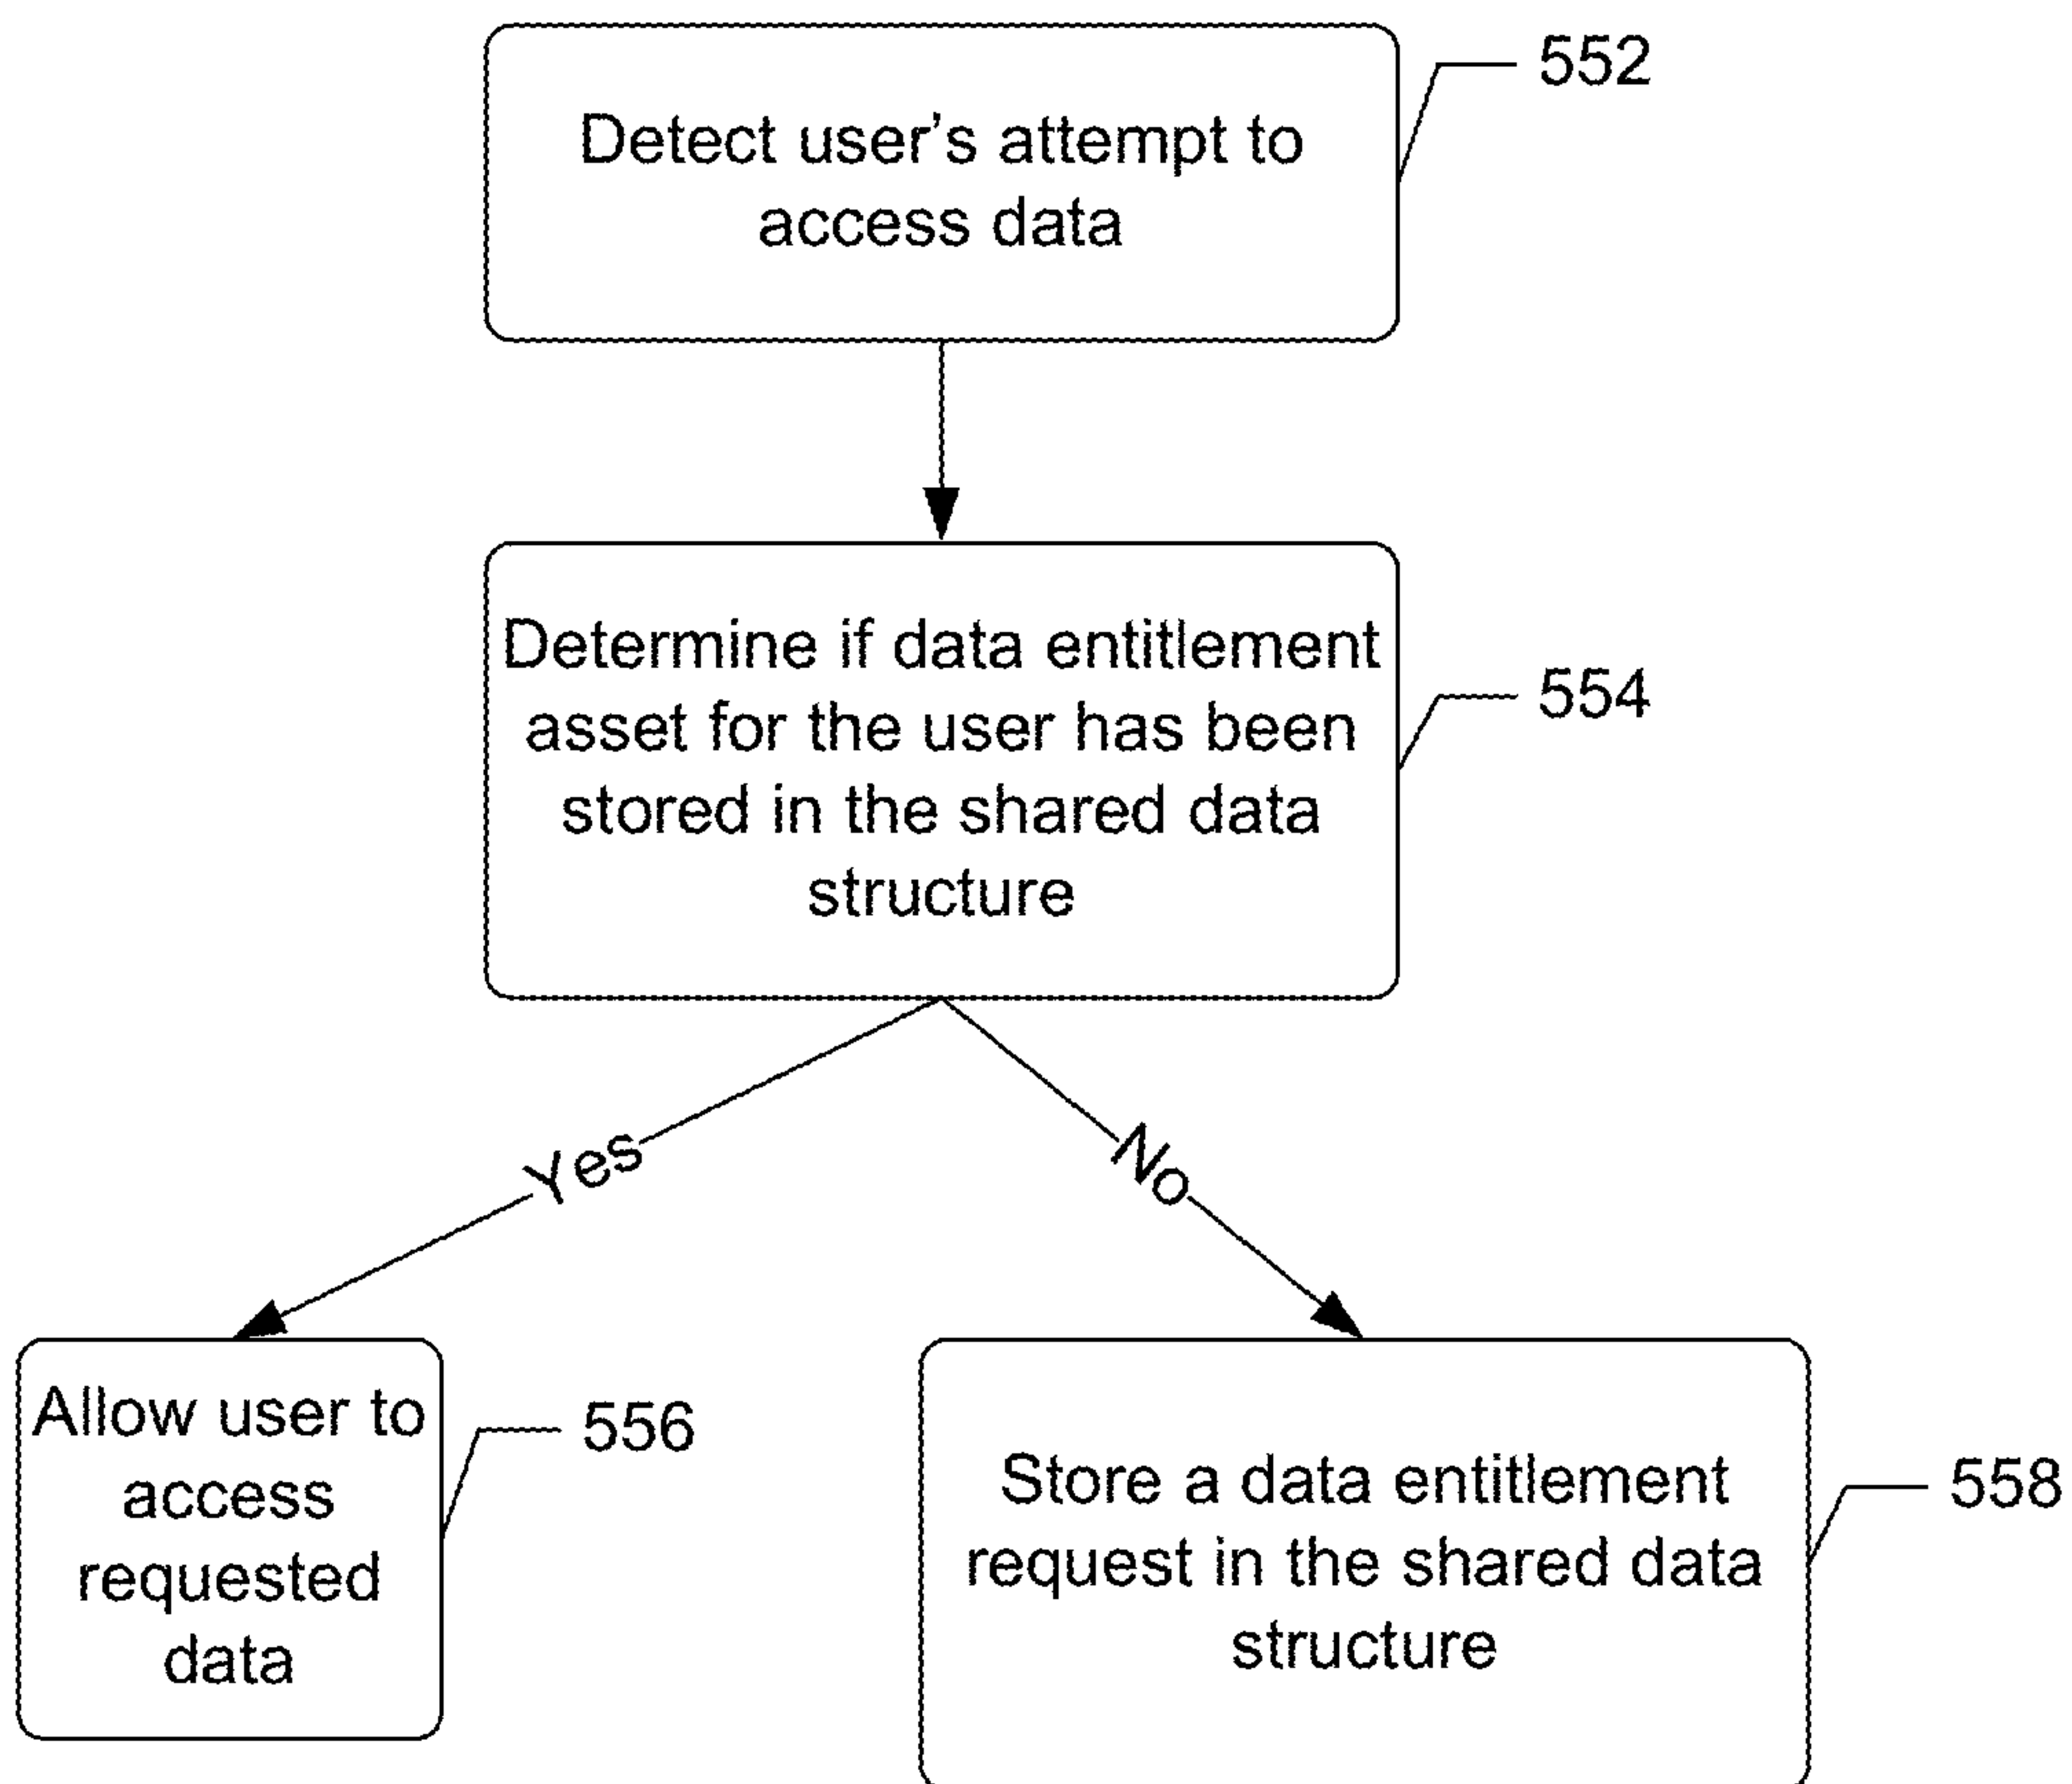 Detect user's attempt to
access data
552
Determine if data entitlement
asset for the user has been
stored in the shared data
structure
554
Yes
No
Allow user to
access
requested
data
556
Store a data entitlement
request in the shared data
structure
558